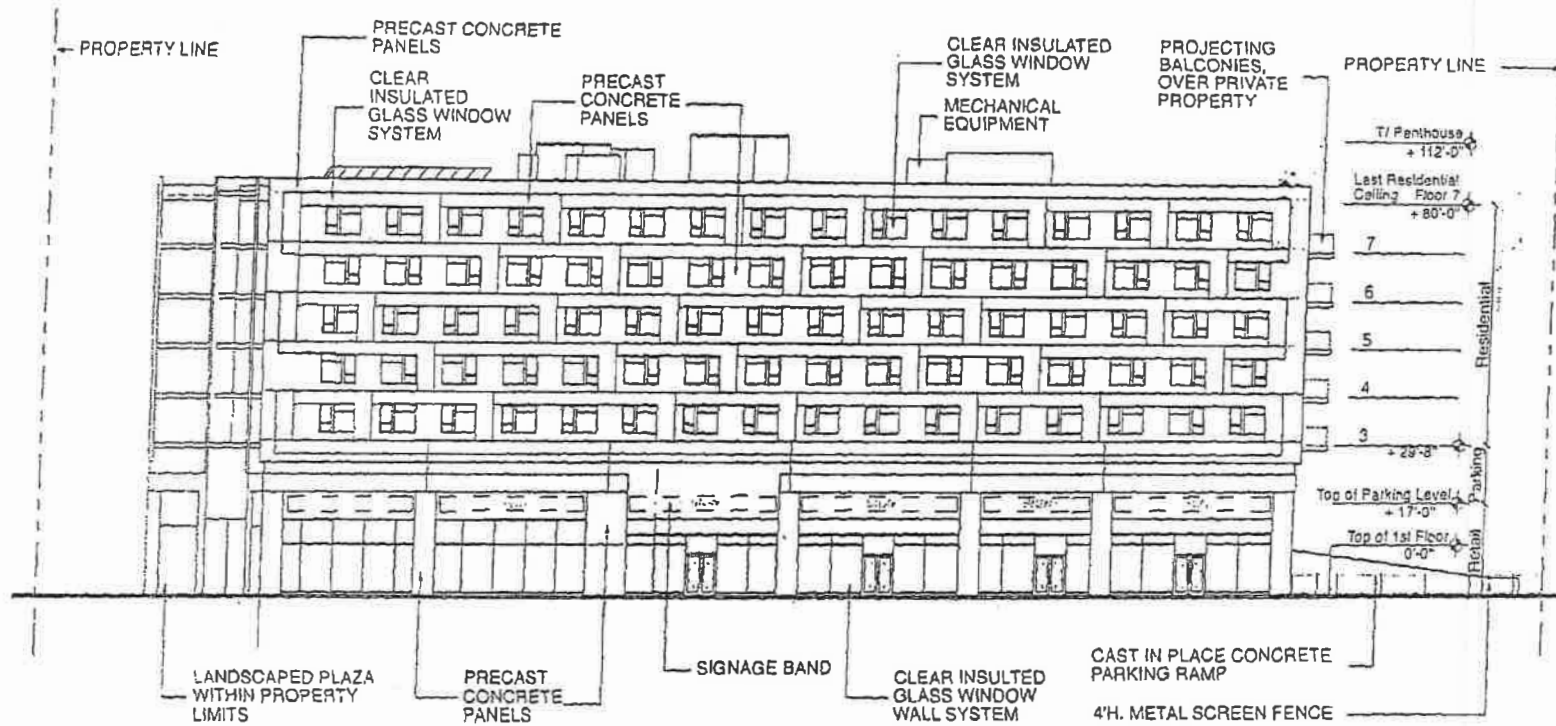 PROPERTY LINE
PRECAST CONCRETE
PANELS
CLEAR
INSULATED
GLASS WINDOW
SYSTEM
PRECAST
CONCRETE
PANELS
CLEAR INSULATED
GLASS WINDOW
SYSTEM
MECHANICAL
EQUIPMENT
PROJECTING
BALCONIES,
OVER PRIVATE
PROPERTY
PROPERTY LINE
T/ Penthouse
+ 112'-0"
Last Residential
Ceiling Floor 7
+ 80'-0"
7
6
5
4
3
+ 29'-8"
Residential
Parking
Top of Parking Level
+ 17'-0"
Top of 1st Floor
0'-0"
Retail
LANDSCAPED PLAZA
WITHIN PROPERTY
LIMITS
PRECAST
CONCRETE
PANELS
SIGNAGE BAND
CLEAR INSULTED
GLASS WINDOW
WALL SYSTEM
CAST IN PLACE CONCRETE
PARKING RAMP
4'H. METAL SCREEN FENCE